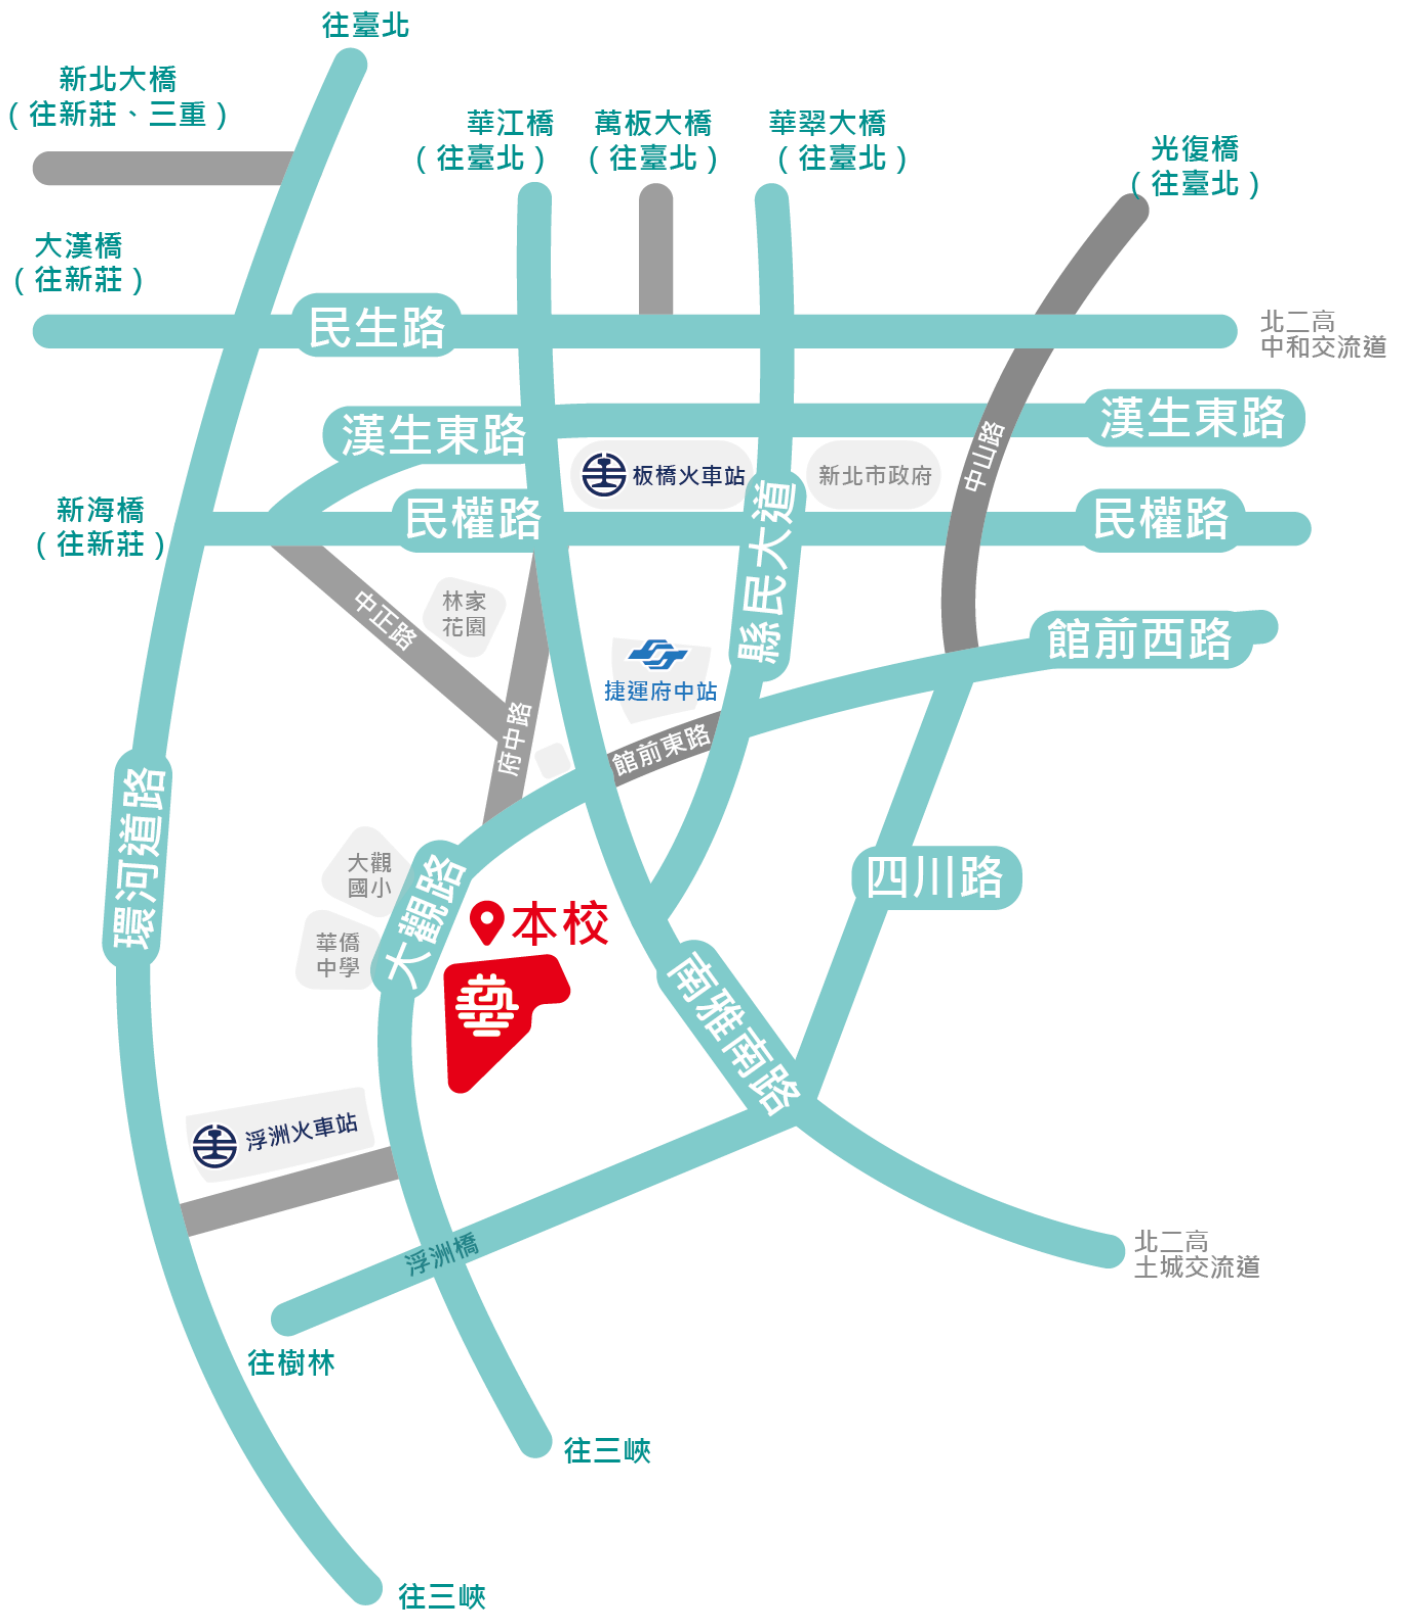 往臺北
新北大橋
（往新莊、三重）
華江橋
（往臺北）
萬板大橋
（往臺北）
華翠大橋
（往臺北）
光復橋
（往臺北）
大漢橋
（往新莊）
民生路
北二高
中和交流道
漢生東路
漢生東路
中山路
板橋火車站
新北市政府
新海橋
（往新莊）
民權路
縣民大道
民權路
中正路
林家
花園
館前西路
捷運府中站
府中路
館前東路
環河道路
大觀
國小
大觀路
四川路
本校
華僑
中學
藝
南雅南路
浮洲火車站
浮洲橋
北二高
土城交流道
往樹林
往三峽
往三峽